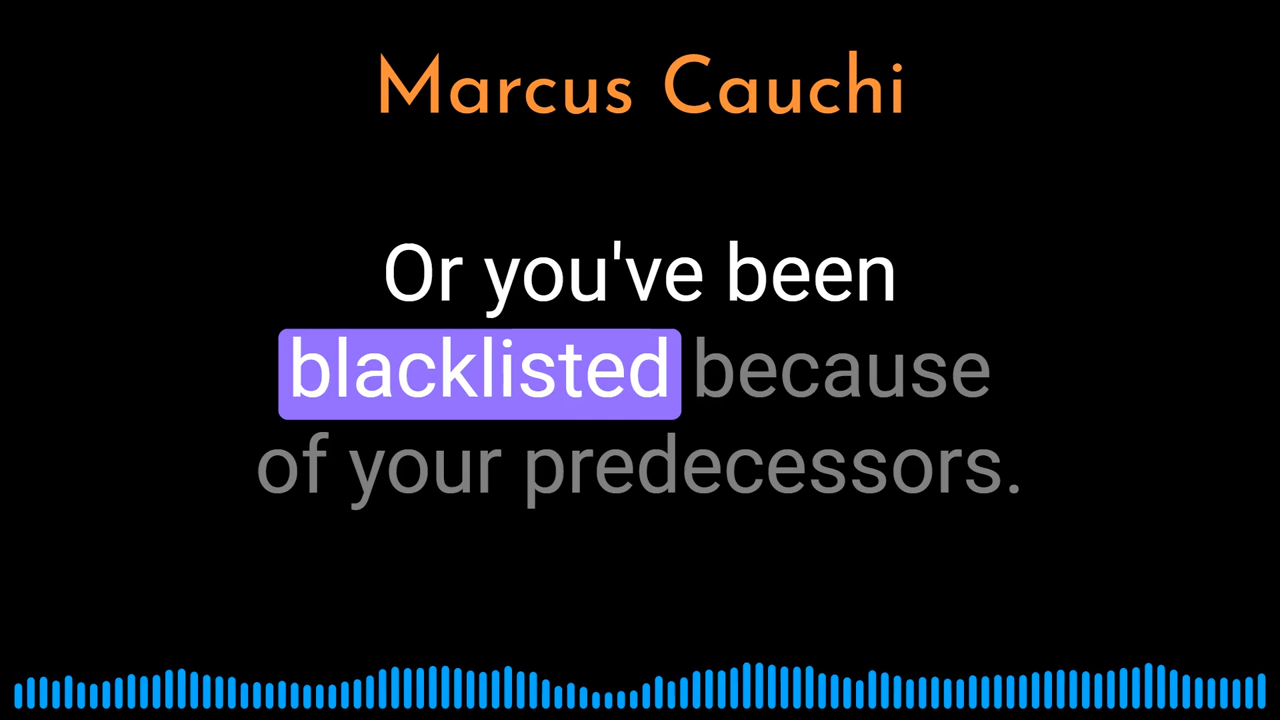 Marcus Cauchi
Or you've been
blacklisted because
of your predecessors.